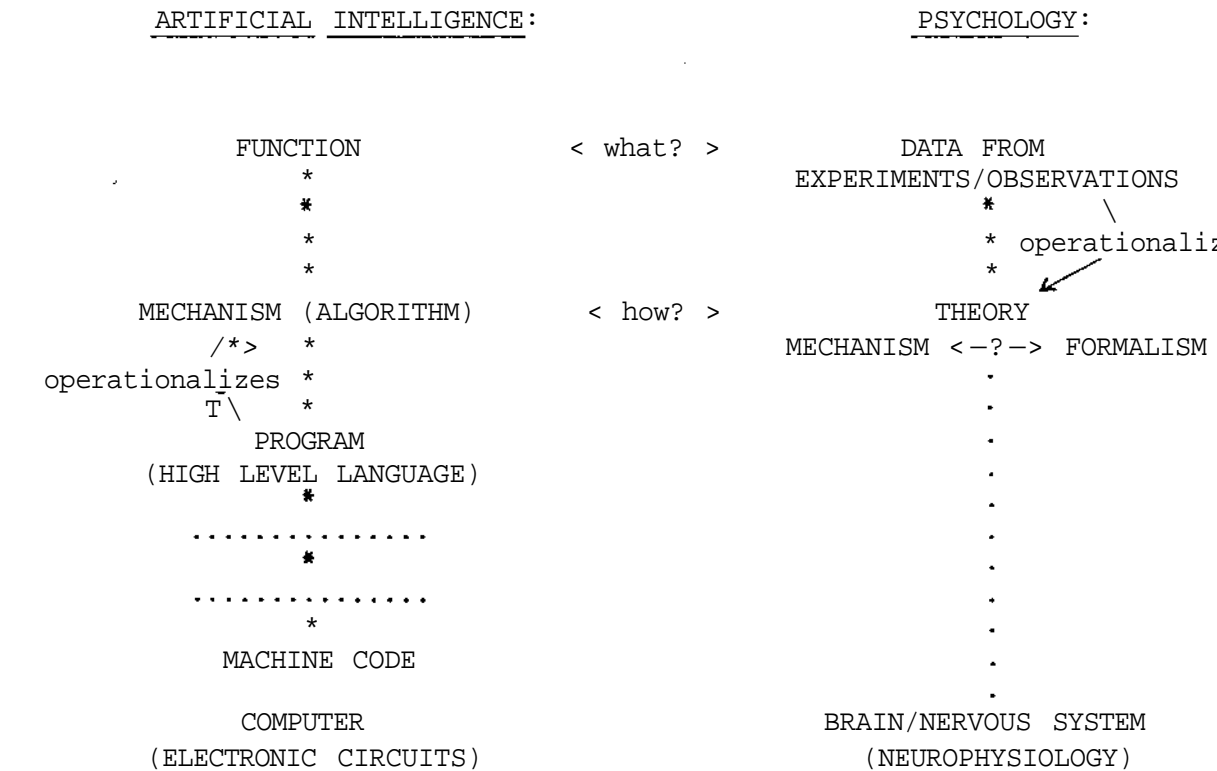 ARTIFICIAL INTELLIGENCE: PSYCHOLOGY:
FUNCTION < what? > DATA FROM
* EXPERIMENTS/OBSERVATIONS
* * \
* * operationaliz
* *
MECHANISM (ALGORITHM) < how? > THEORY
/*> * MECHANISM <—?—> FORMALISM
operationalizes * .
T\ * .
PROGRAM .
(HIGH LEVEL LANGUAGE) .
* .
............... .
* .
............... .
* .
MACHINE CODE .
.
COMPUTER BRAIN/NERVOUS SYSTEM
(ELECTRONIC CIRCUITS) (NEUROPHYSIOLOGY)